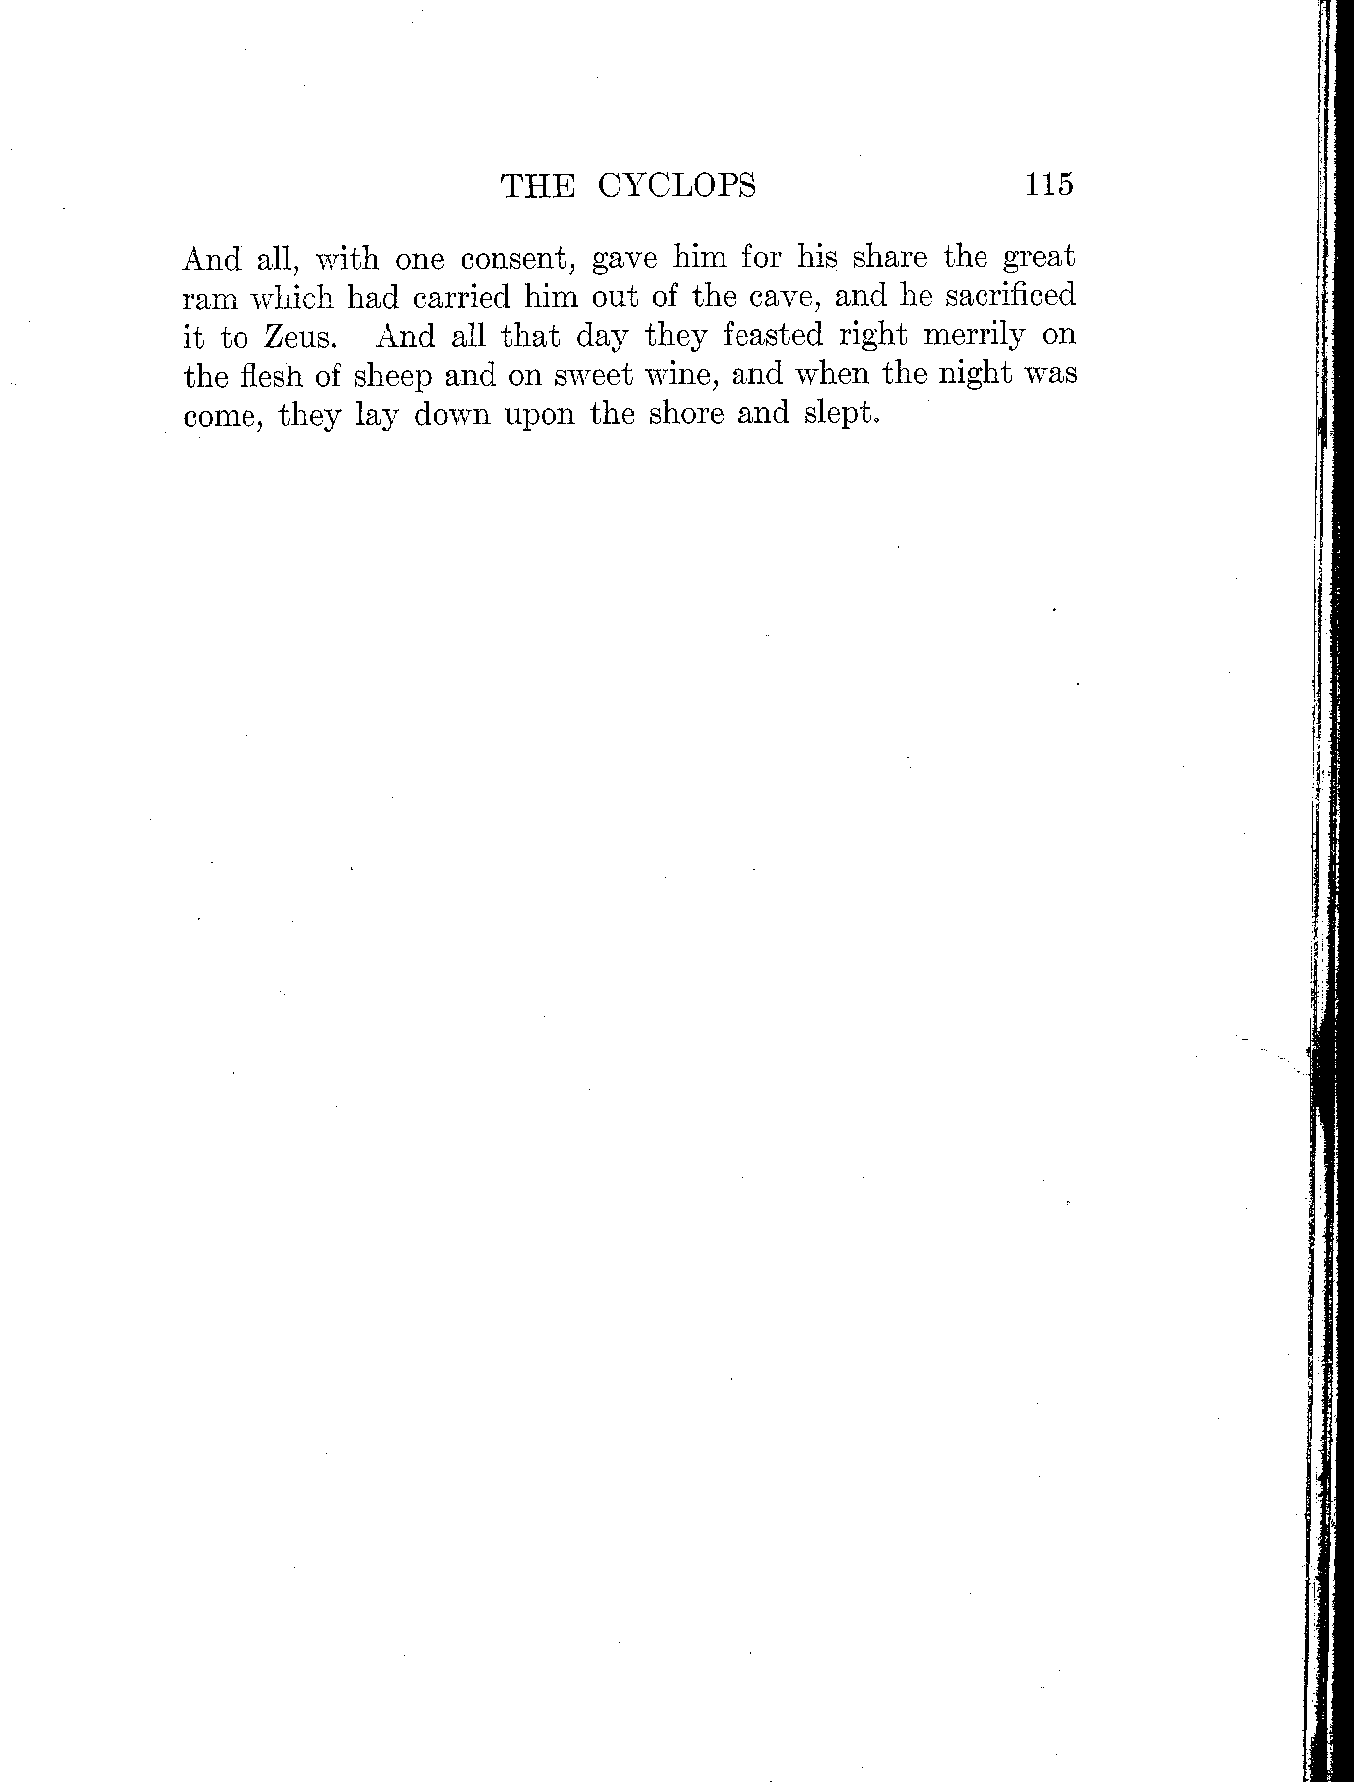 THE CYCLOPS 115
And all, with one consent, gave him for his share the great
ram which had carried him out of the cave, and he sacrificed
it to Zeus. And all that day they feasted right merrily on
the flesh of sheep and on sweet wine, and when the night was
come, they lay down upon the shore and slept.